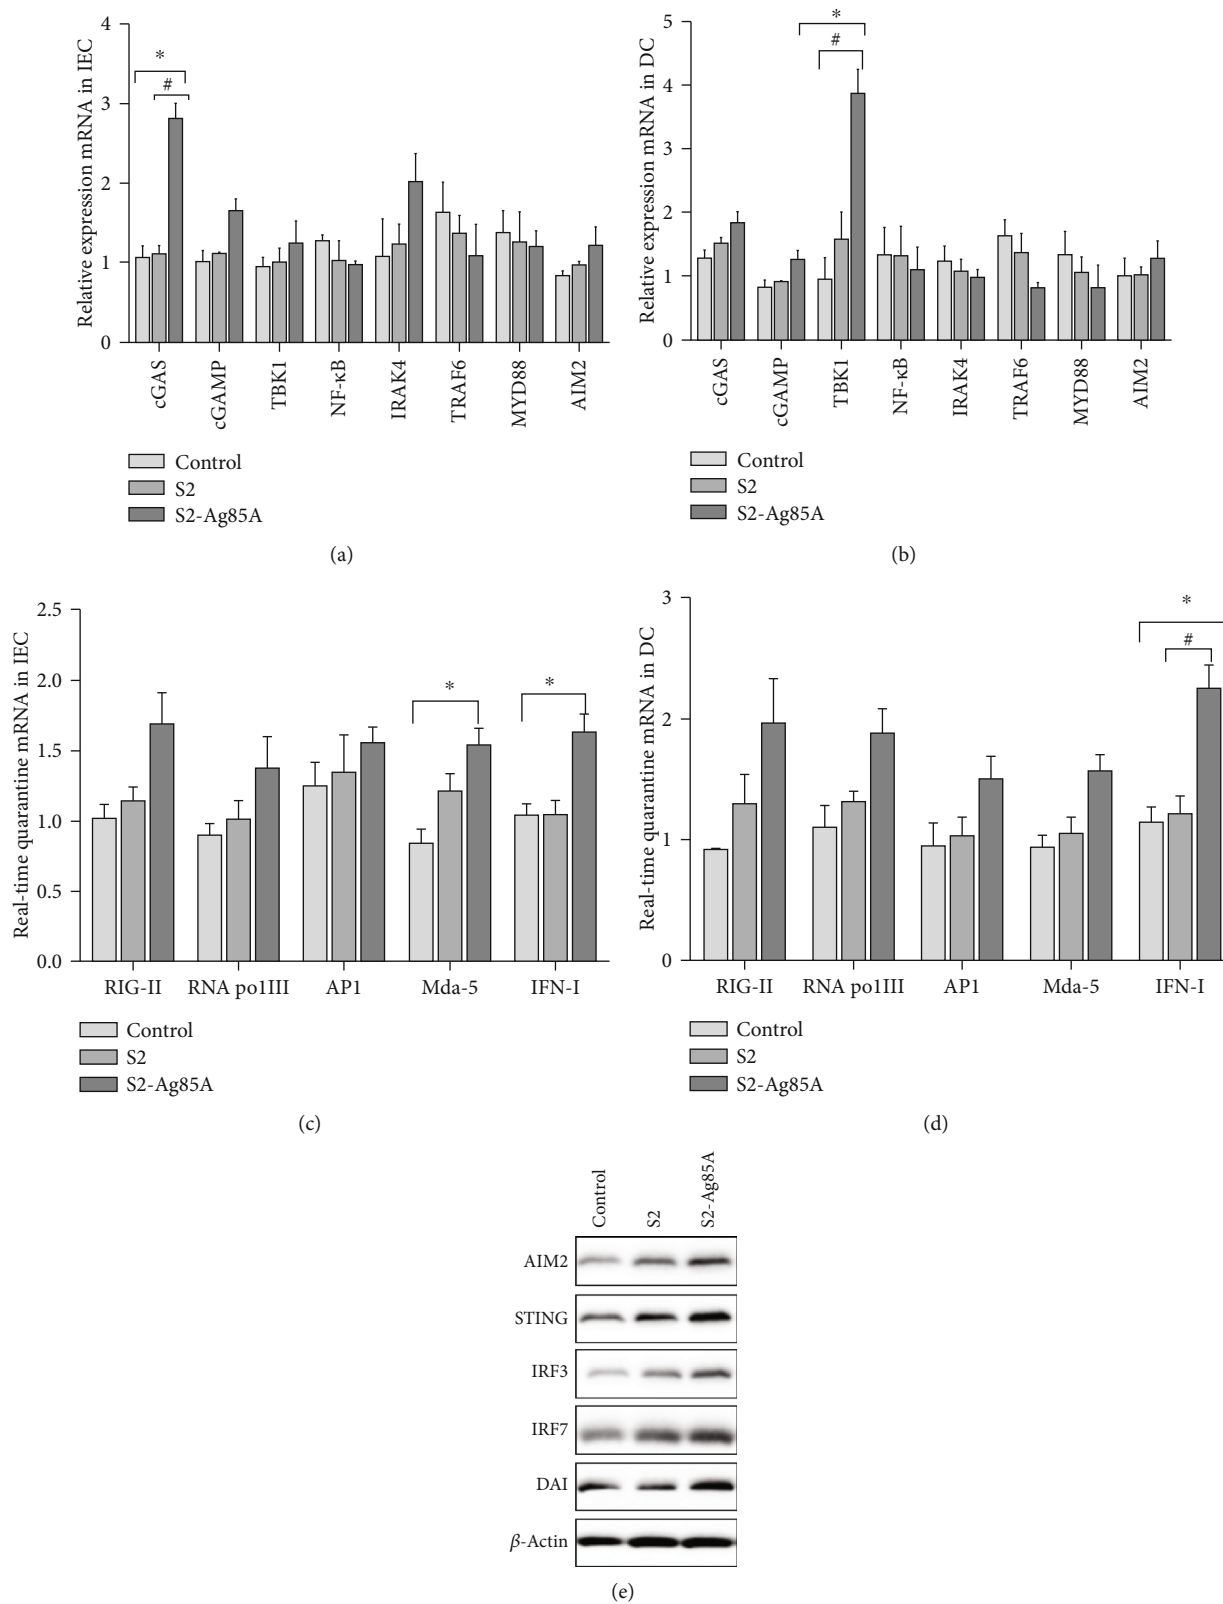 Relative expression mRNA in IEC
4
3
2
1
0
*
#
cGAS
cGAMP
TBK1
NF-κB
IRAK4
TRAF6
MYD88
AIM2
Control
S2
S2-Ag85A
(a)
Relative expression mRNA in DC
5
4
3
2
1
0
*
#
cGAS
cGAMP
TBK1
NF-κB
IRAK4
TRAF6
MYD88
AIM2
Control
S2
S2-Ag85A
(b)
Real-time quarantine mRNA in IEC
2.5
2.0
1.5
1.0
0.5
0.0
*
*
RIG-II
RNA po1III
AP1
Mda-5
IFN-I
Control
S2
S2-Ag85A
(c)
Real-time quarantine mRNA in DC
3
2
1
0
*
#
RIG-II
RNA po1III
AP1
Mda-5
IFN-I
Control
S2
S2-Ag85A
(d)
Control
S2
S2-Ag85A
AIM2
STING
IRF3
IRF7
DAI
β-Actin
(e)